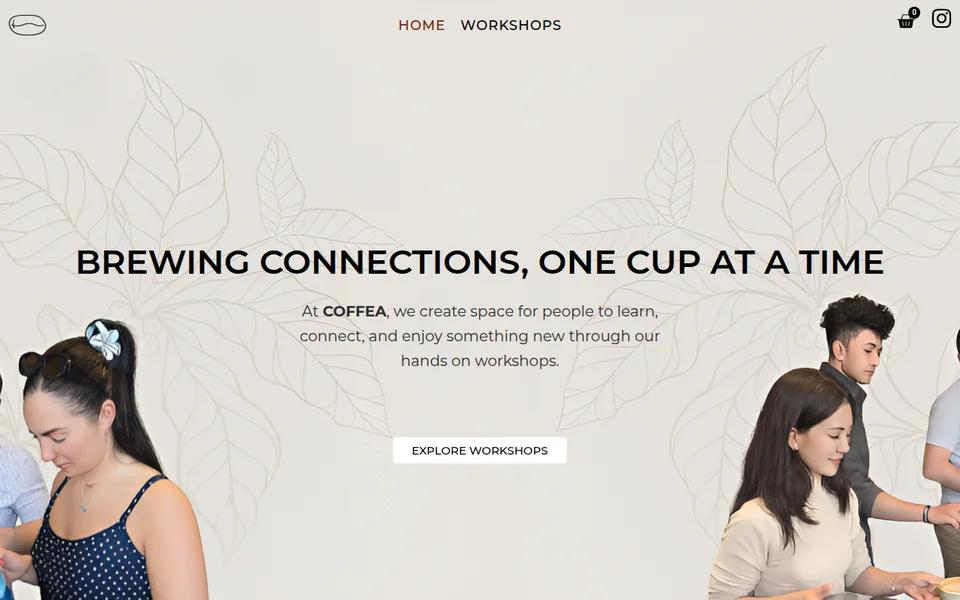 HOME WORKSHOPS 0
BREWING CONNECTIONS, ONE CUP AT A TIME
At COFFEA, we create space for people to learn,
connect, and enjoy something new through our
hands on workshops.
EXPLORE WORKSHOPS